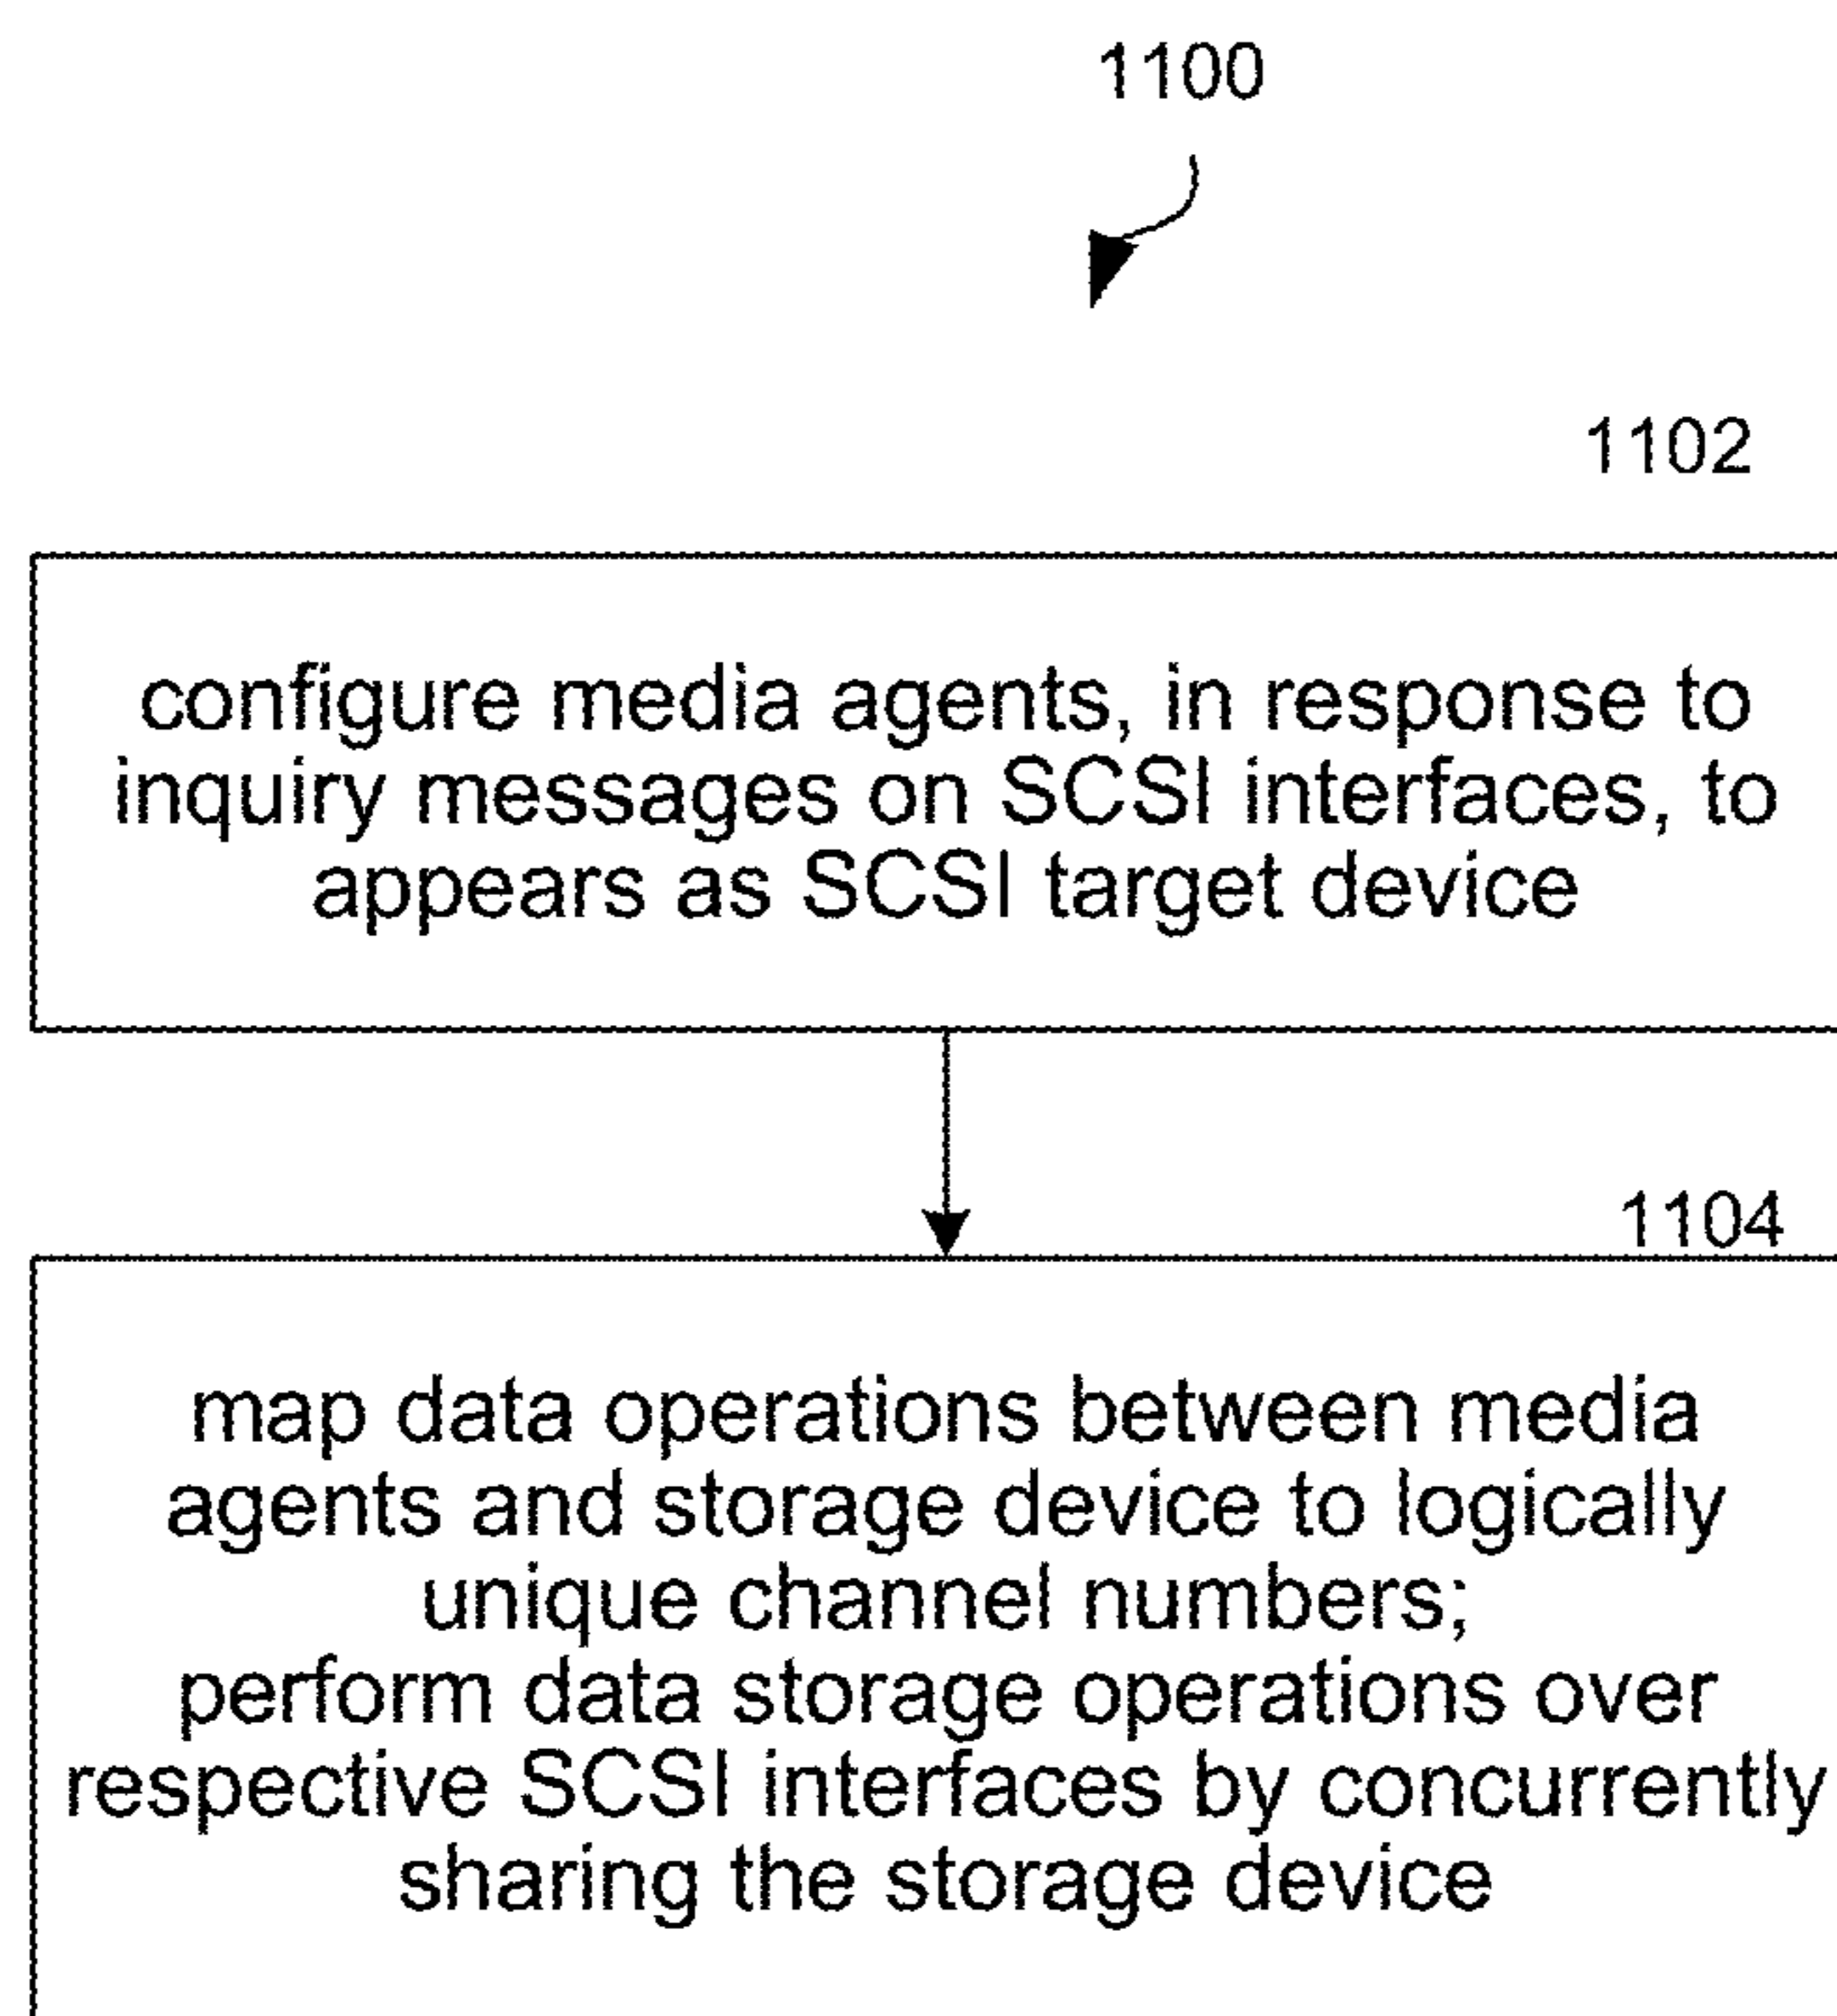 1100
1102
configure media agents, in response to
inquiry messages on SCSI interfaces, to
appears as SCSI target device
1104
map data operations between media
agents and storage device to logically
unique channel numbers;
perform data storage operations over
respective SCSI interfaces by concurrently
sharing the storage device